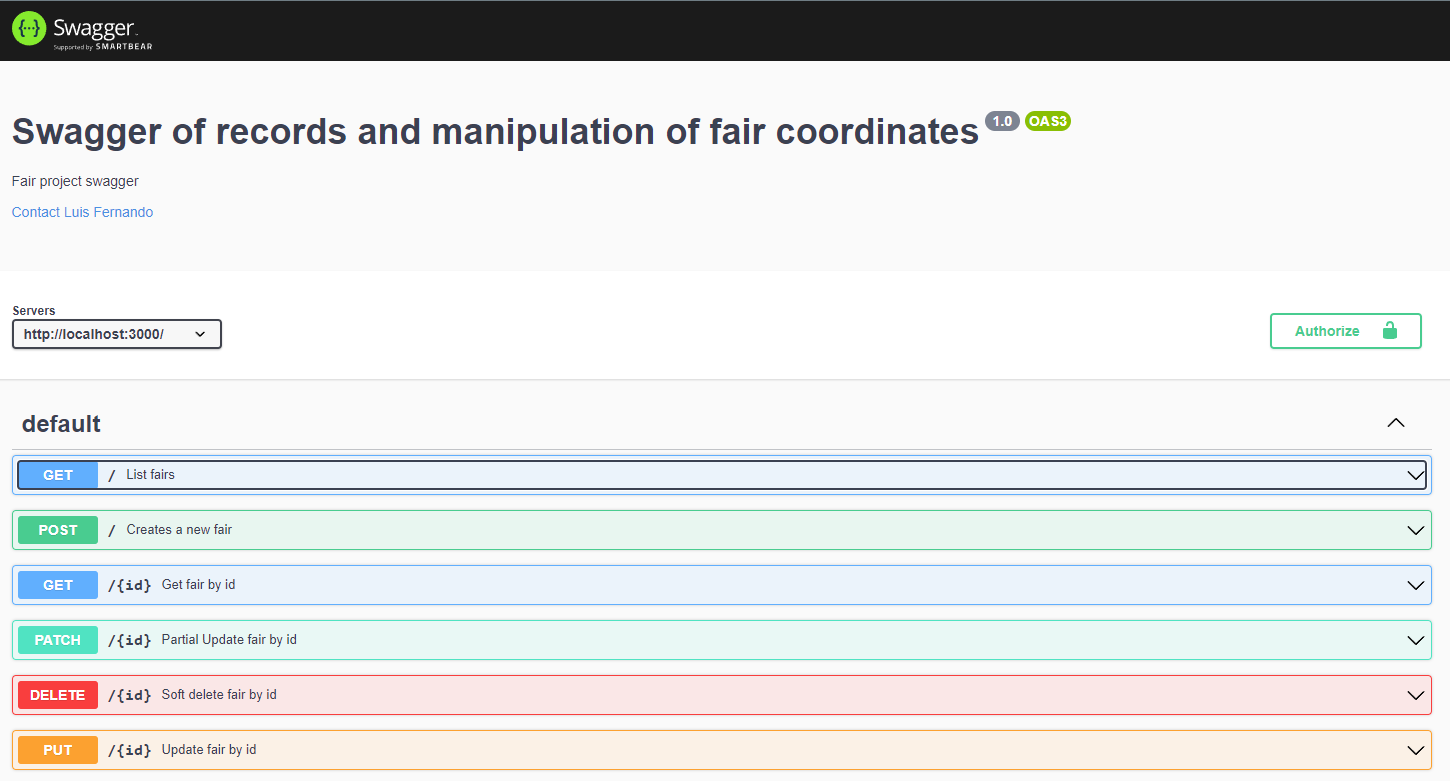 Swagger
Supported by SMARTBEAR
Swagger of records and manipulation of fair coordinates 1.0 OAS3
Fair project swagger
Contact Luis Fernando
Servers
http://localhost:3000/
Authorize
default
GET / List fairs
POST / Creates a new fair
GET /{id} Get fair by id
PATCH /{id} Partial Update fair by id
DELETE /{id} Soft delete fair by id
PUT /{id} Update fair by id